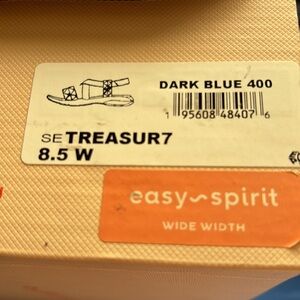 DARK BLUE 400
1 95608 48407 6
SE TREASUR7
8.5 W
easy~spirit
WIDE WIDTH